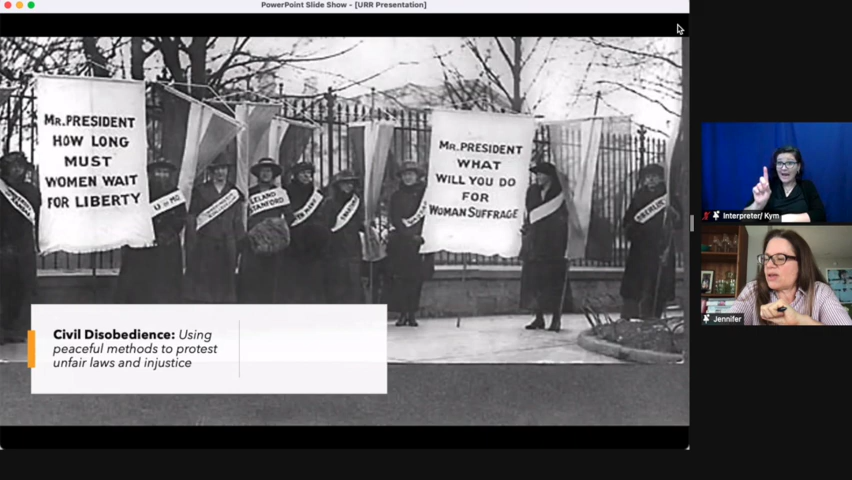 PowerPoint Slide Show - [URR Presentation]
MR. PRESIDENT
HOW LONG
MUST
WOMEN WAIT
FOR LIBERTY
MR. PRESIDENT
WHAT
WILL YOU DO
FOR
WOMAN SUFFRAGE
LELAND
STANFORD
OBERLIN
Civil Disobedience: Using
peaceful methods to protest
unfair laws and injustice
Interpreter/ Kym
Jennifer